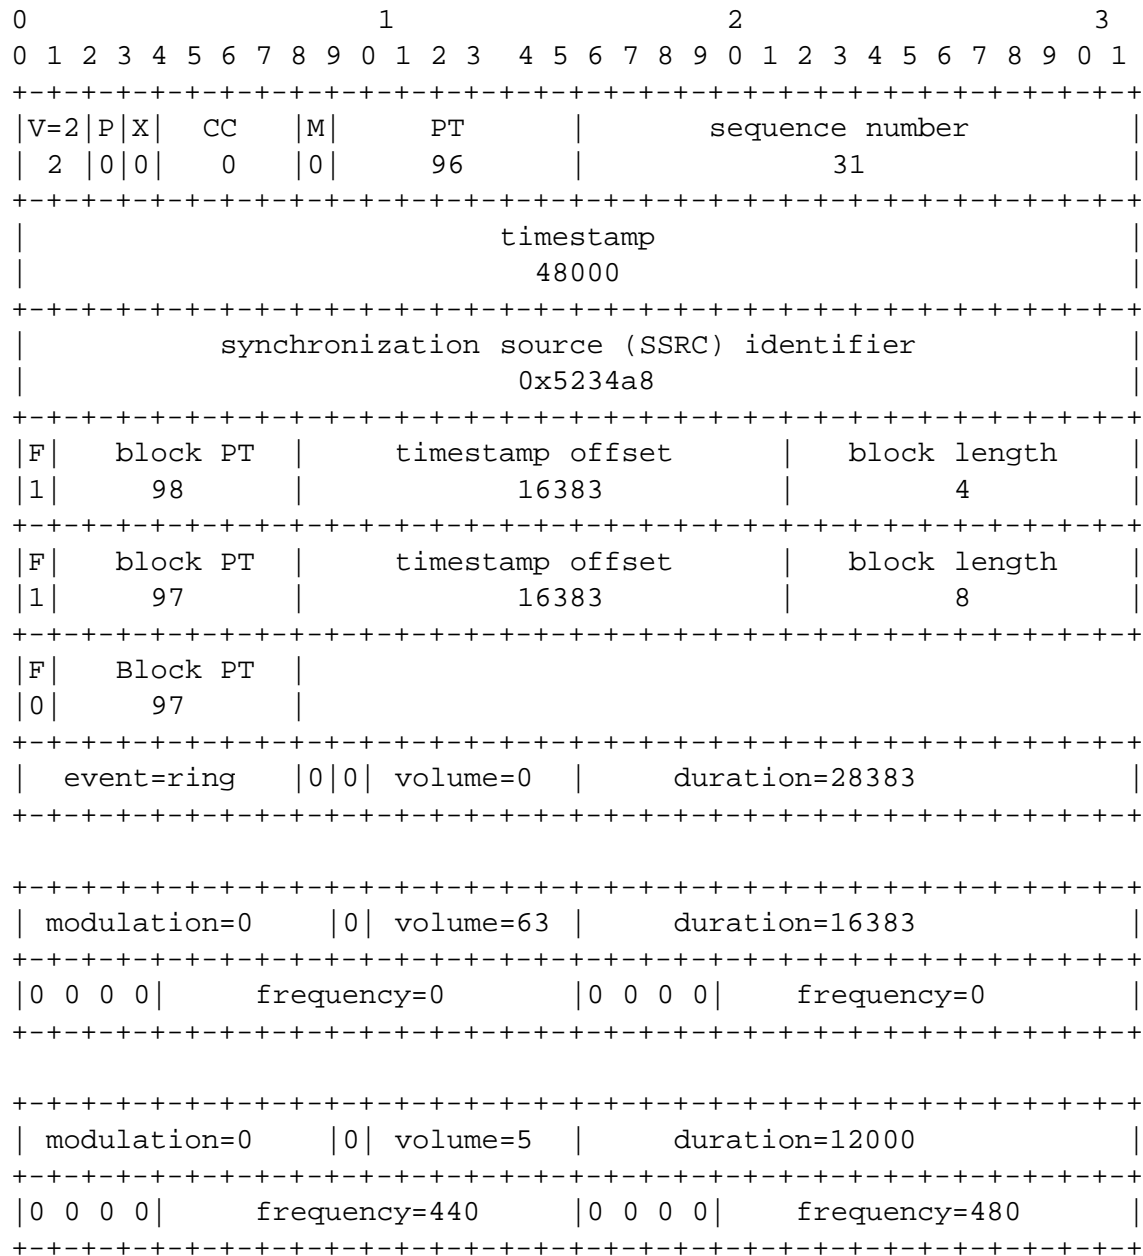 0                   1                   2                   3
0 1 2 3 4 5 6 7 8 9 0 1 2 3  4 5 6 7 8 9 0 1 2 3 4 5 6 7 8 9 0 1
+-+-+-+-+-+-+-+-+-+-+-+-+-+-+-+-+-+-+-+-+-+-+-+-+-+-+-+-+-+-+-+-+
|V=2|P|X|  CC   |M|     PT      |       sequence number         |
| 2 |0|0|   0   |0|     96      |              31               |
+-+-+-+-+-+-+-+-+-+-+-+-+-+-+-+-+-+-+-+-+-+-+-+-+-+-+-+-+-+-+-+-+
|                           timestamp                           |
|                             48000                             |
+-+-+-+-+-+-+-+-+-+-+-+-+-+-+-+-+-+-+-+-+-+-+-+-+-+-+-+-+-+-+-+-+
|           synchronization source (SSRC) identifier            |
|                            0x5234a8                           |
+-+-+-+-+-+-+-+-+-+-+-+-+-+-+-+-+-+-+-+-+-+-+-+-+-+-+-+-+-+-+-+-+
|F|   block PT  |     timestamp offset      |   block length    |
|1|     98      |            16383          |         4         |
+-+-+-+-+-+-+-+-+-+-+-+-+-+-+-+-+-+-+-+-+-+-+-+-+-+-+-+-+-+-+-+-+
|F|   block PT  |     timestamp offset      |   block length    |
|1|     97      |            16383          |         8         |
+-+-+-+-+-+-+-+-+-+-+-+-+-+-+-+-+-+-+-+-+-+-+-+-+-+-+-+-+-+-+-+-+
|F|   Block PT  |
|0|     97      |
+-+-+-+-+-+-+-+-+-+-+-+-+-+-+-+-+-+-+-+-+-+-+-+-+-+-+-+-+-+-+-+-+
|  event=ring   |0|0| volume=0  |     duration=28383            |
+-+-+-+-+-+-+-+-+-+-+-+-+-+-+-+-+-+-+-+-+-+-+-+-+-+-+-+-+-+-+-+-+
+-+-+-+-+-+-+-+-+-+-+-+-+-+-+-+-+-+-+-+-+-+-+-+-+-+-+-+-+-+-+-+-+
| modulation=0    |0| volume=63 |     duration=16383            |
+-+-+-+-+-+-+-+-+-+-+-+-+-+-+-+-+-+-+-+-+-+-+-+-+-+-+-+-+-+-+-+-+
|0 0 0 0|     frequency=0       |0 0 0 0|    frequency=0        |
+-+-+-+-+-+-+-+-+-+-+-+-+-+-+-+-+-+-+-+-+-+-+-+-+-+-+-+-+-+-+-+-+
+-+-+-+-+-+-+-+-+-+-+-+-+-+-+-+-+-+-+-+-+-+-+-+-+-+-+-+-+-+-+-+-+
| modulation=0    |0| volume=5  |     duration=12000            |
+-+-+-+-+-+-+-+-+-+-+-+-+-+-+-+-+-+-+-+-+-+-+-+-+-+-+-+-+-+-+-+-+
|0 0 0 0|     frequency=440     |0 0 0 0|    frequency=480      |
+-+-+-+-+-+-+-+-+-+-+-+-+-+-+-+-+-+-+-+-+-+-+-+-+-+-+-+-+-+-+-+-+